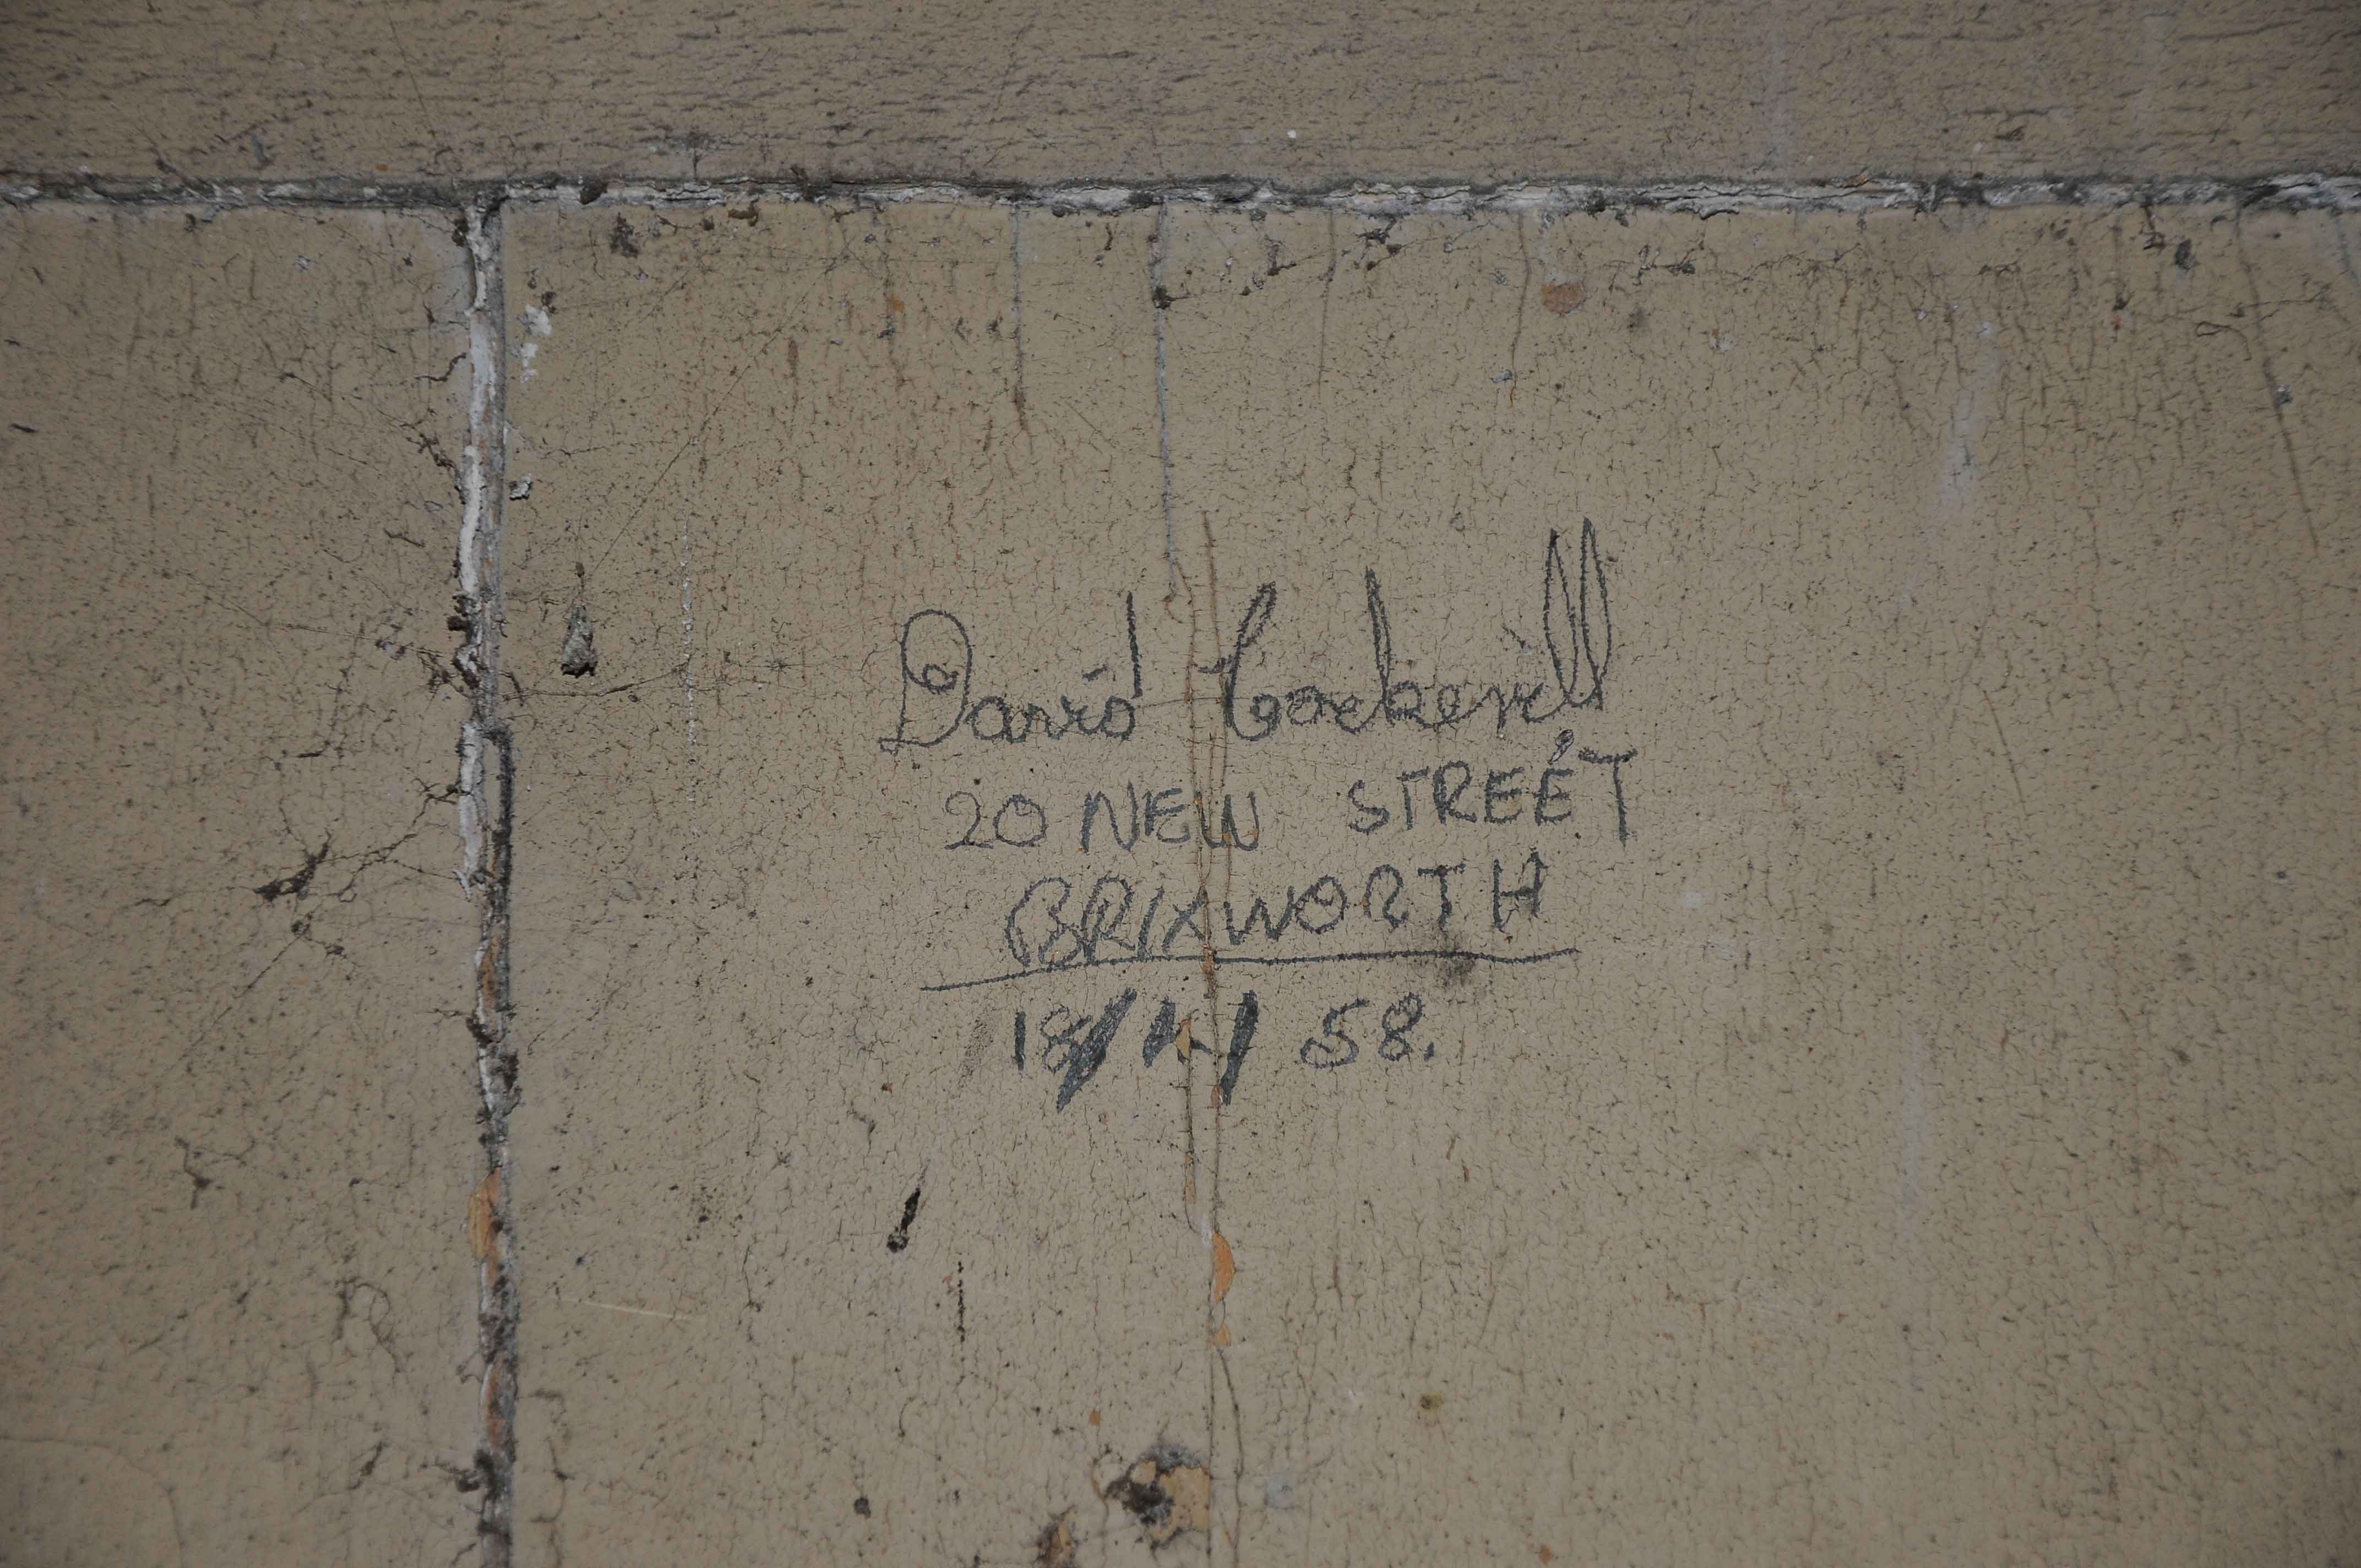 David Cockerill
20 NEW STREET
BRIXWORTH
18/4/58.